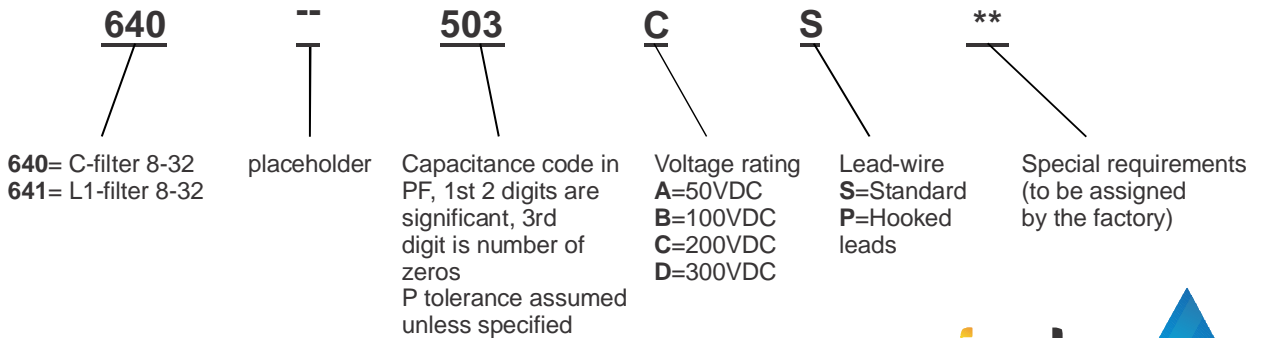 640 -- 503 C S **
640= C-filter 8-32
641= L1-filter 8-32
placeholder
Capacitance code in
PF, 1st 2 digits are
significant, 3rd
digit is number of
zeros
P tolerance assumed
unless specified
Voltage rating
A=50VDC
B=100VDC
C=200VDC
D=300VDC
Lead-wire
S=Standard
P=Hooked
leads
Special requirements
(to be assigned
by the factory)